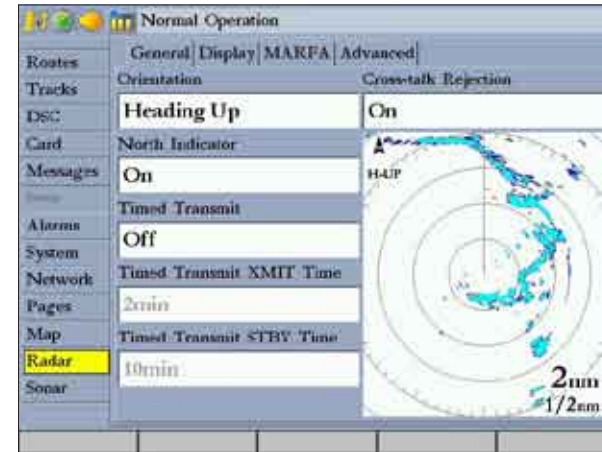 Normal Operation
General Display MARFA Advanced
Routes
Tracks
DSC
Card
Messages
Alarms
System
Network
Pages
Map
Radar
Sonar
Orientation
Heading Up
North Indicator
On
Timed Transmit
Off
Timed Transmit XMIT Time
2min
Timed Transmit STBY Time
10min
Cross-talk Rejection
On
H-UP
2nm
1/2nm